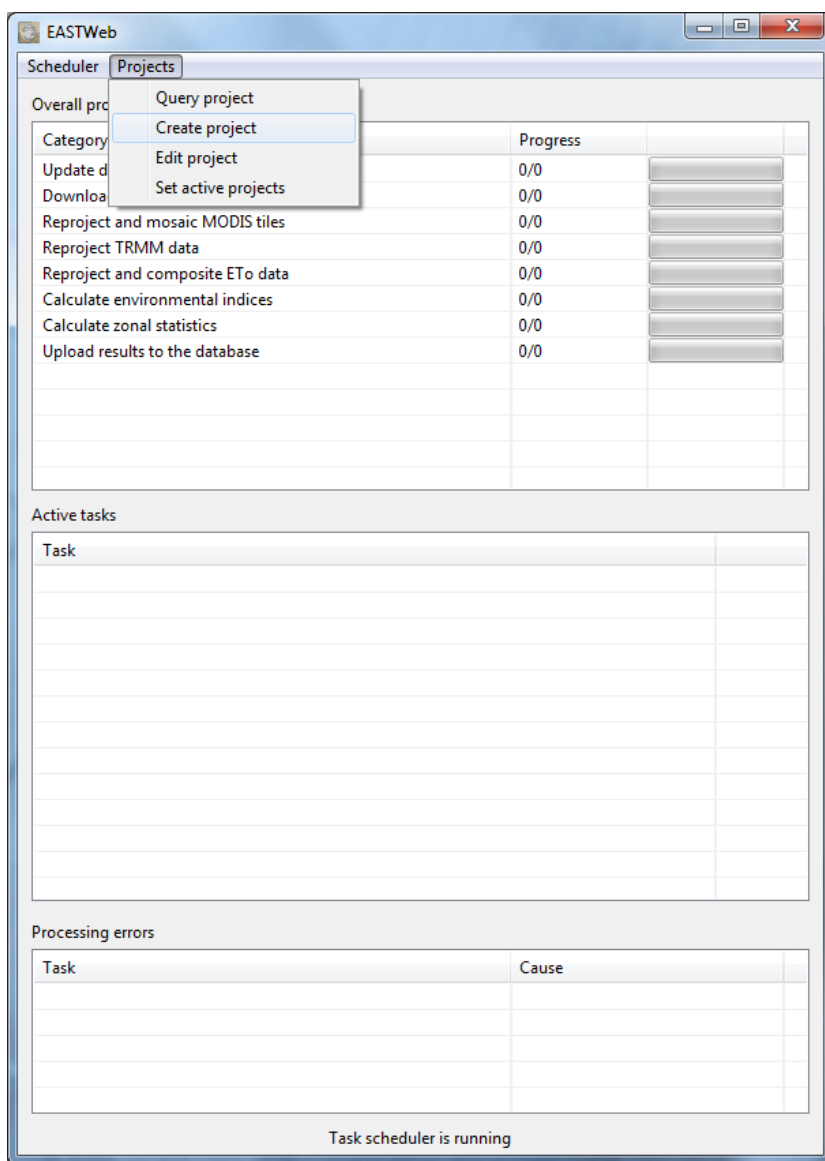 EASTWeb
Scheduler Projects
Query project
Create project
Edit project
Set active projects
Overall pro
Category Progress
Update d 0/0
Downloa 0/0
Reproject and mosaic MODIS tiles 0/0
Reproject TRMM data 0/0
Reproject and composite ETo data 0/0
Calculate environmental indices 0/0
Calculate zonal statistics 0/0
Upload results to the database 0/0
Active tasks
Task
Processing errors
Task Cause
Task scheduler is running